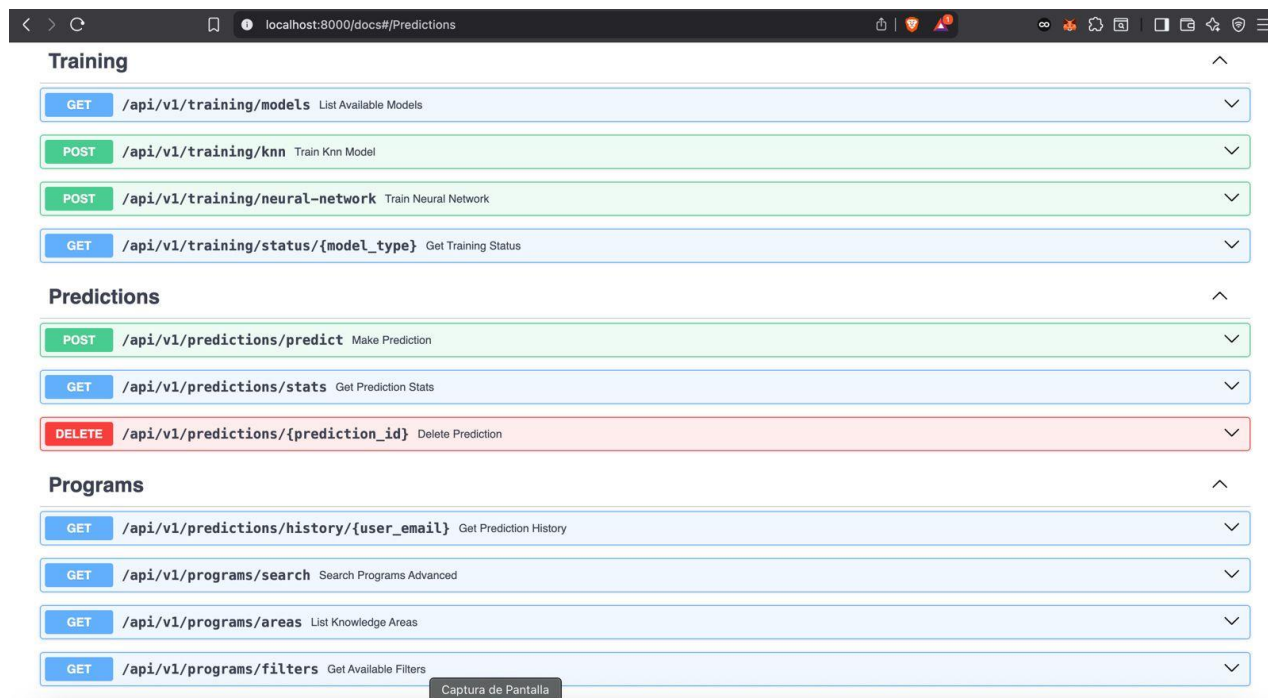 localhost:8000/docs#/Predictions
1
Training
GET /api/v1/training/models List Available Models
POST /api/v1/training/knn Train Knn Model
POST /api/v1/training/neural-network Train Neural Network
GET /api/v1/training/status/{model_type} Get Training Status
Predictions
POST /api/v1/predictions/predict Make Prediction
GET /api/v1/predictions/stats Get Prediction Stats
DELETE /api/v1/predictions/{prediction_id} Delete Prediction
Programs
GET /api/v1/predictions/history/{user_email} Get Prediction History
GET /api/v1/programs/search Search Programs Advanced
GET /api/v1/programs/areas List Knowledge Areas
GET /api/v1/programs/filters Get Available Filters
Captura de Pantalla